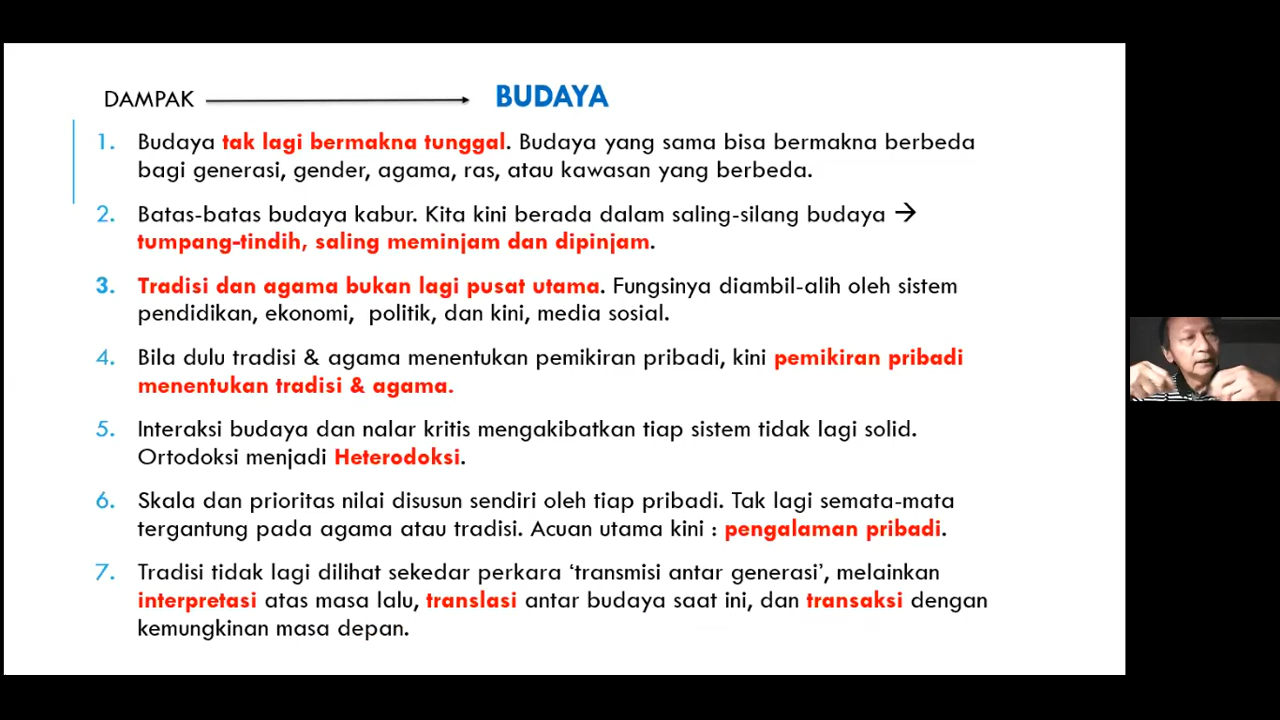 DAMPAK → BUDAYA
1. Budaya tak lagi bermakna tunggal. Budaya yang sama bisa bermakna berbeda
bagi generasi, gender, agama, ras, atau kawasan yang berbeda.
2. Batas-batas budaya kabur. Kita kini berada dalam saling-silang budaya →
tumpang-tindih, saling meminjam dan dipinjam.
3. Tradisi dan agama bukan lagi pusat utama. Fungsinya diambil-alih oleh sistem
pendidikan, ekonomi, politik, dan kini, media sosial.
4. Bila dulu tradisi & agama menentukan pemikiran pribadi, kini pemikiran pribadi
menentukan tradisi & agama.
5. Interaksi budaya dan nalar kritis mengakibatkan tiap sistem tidak lagi solid.
Ortodoksi menjadi Heterodoksi.
6. Skala dan prioritas nilai disusun sendiri oleh tiap pribadi. Tak lagi semata-mata
tergantung pada agama atau tradisi. Acuan utama kini : pengalaman pribadi.
7. Tradisi tidak lagi dilihat sekedar perkara ‘transmisi antar generasi’, melainkan
interpretasi atas masa lalu, translasi antar budaya saat ini, dan transaksi dengan
kemungkinan masa depan.